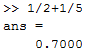 >> 1/2+1/5
ans =
0.7000